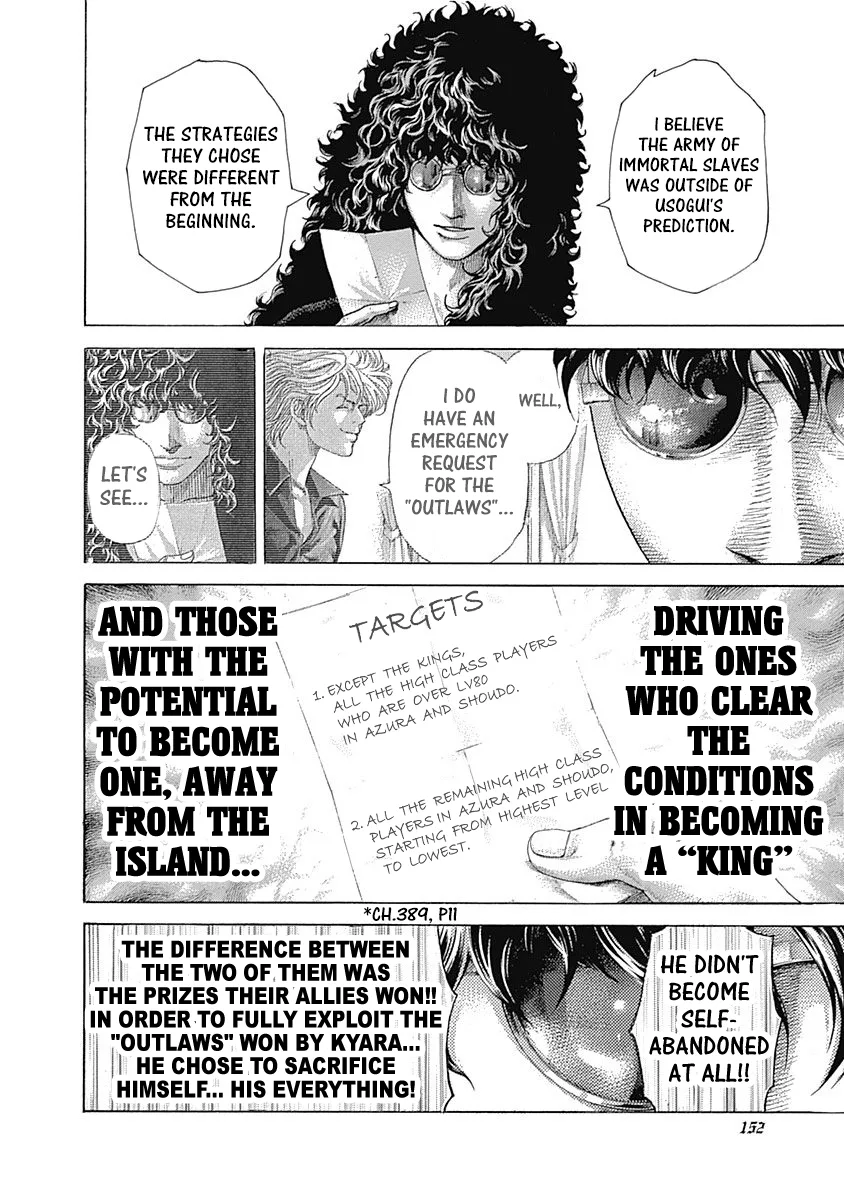 I BELIEVE
THE ARMY OF
IMMORTAL SLAVES
WAS OUTSIDE OF
USOGUI'S
PREDICTION.
THE STRATEGIES
THEY CHOSE
WERE DIFFERENT
FROM THE
BEGINNING.
WELL,
I DO
HAVE AN
EMERGENCY
REQUEST
FOR THE
"OUTLAWS"...
LET'S
SEE...
DRIVING
THE ONES
WHO CLEAR
THE
CONDITIONS
IN BECOMING
A “KING”
TARGETS
1. EXCEPT THE KINGS,
ALL THE HIGH CLASS PLAYERS
WHO ARE OVER LV80
IN AZURA AND SHOUDO.
2. ALL THE REMAINING HIGH CLASS
PLAYERS IN AZURA AND SHOUDO,
STARTING FROM HIGHEST LEVEL
TO LOWEST.
AND THOSE
WITH THE
POTENTIAL
TO BECOME
ONE, AWAY
FROM THE
ISLAND...
*CH.389, P11
HE DIDN'T
BECOME
SELF-
ABANDONED
AT ALL!!
THE DIFFERENCE BETWEEN
THE TWO OF THEM WAS
THE PRIZES THEIR ALLIES WON!!
IN ORDER TO FULLY EXPLOIT THE
"OUTLAWS" WON BY KYARA...
HE CHOSE TO SACRIFICE
HIMSELF... HIS EVERYTHING!
152